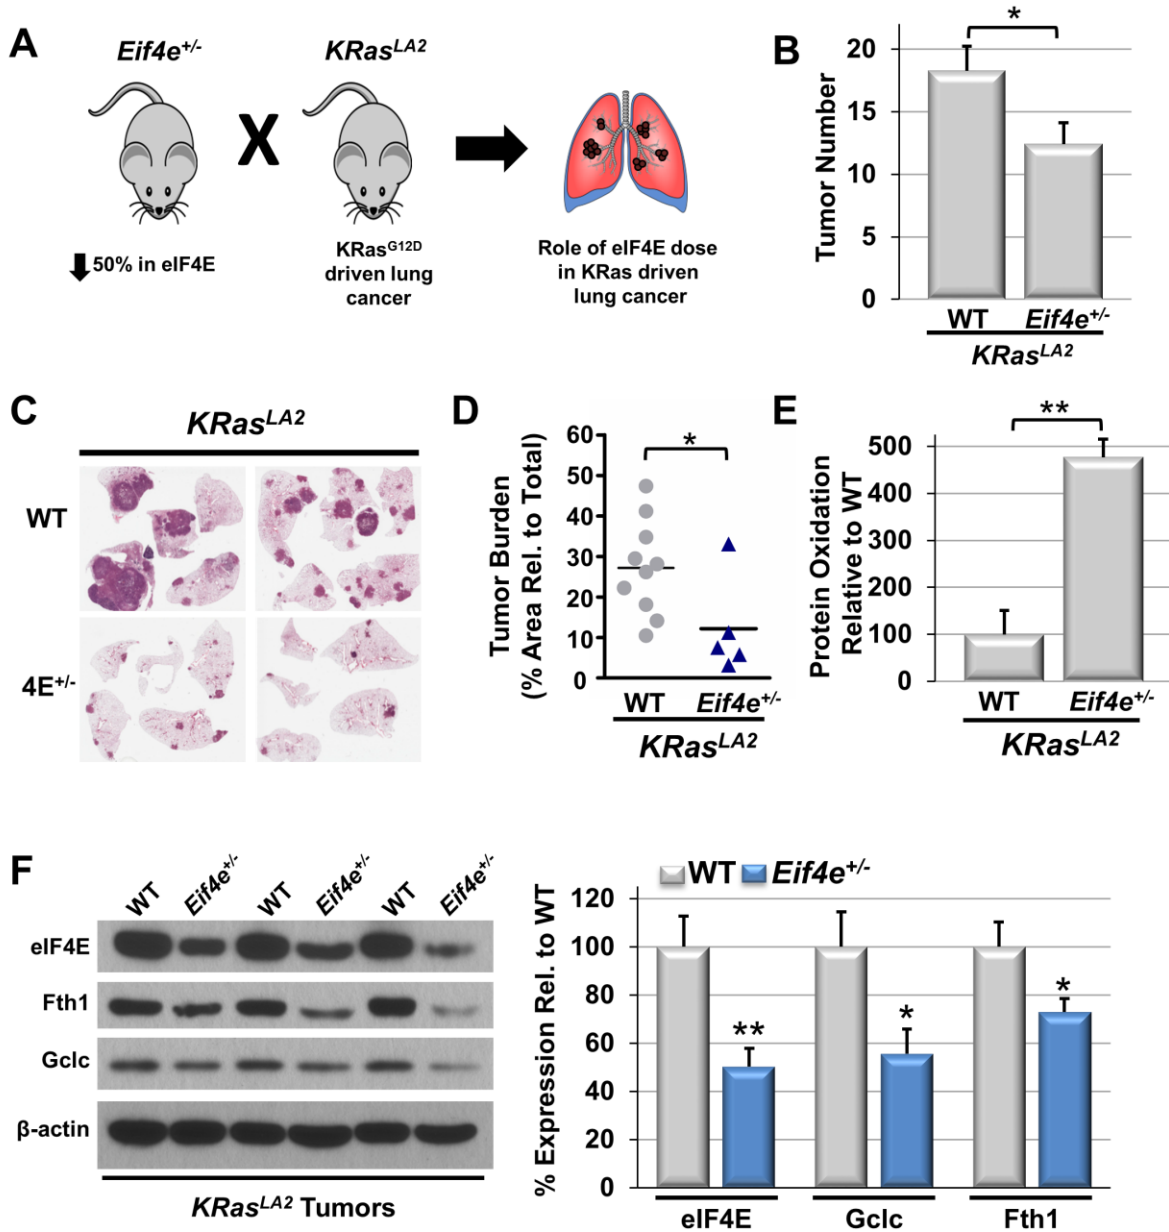 A
Eif4e+/-
KRasLA2
X
50% in eIF4E
KRasG12D
driven lung
cancer
Role of eIF4E dose
in KRas driven
lung cancer
B
Tumor Number
20
15
10
5
0
*
WT
Eif4e+/-
KRasLA2
C
KRasLA2
WT
4E+/-
D
Tumor Burden
(% Area Rel. to Total)
60
50
40
30
20
10
0
*
WT
Eif4e+/-
KRasLA2
E
Protein Oxidation
Relative to WT
500
400
300
200
100
0
**
WT
Eif4e+/-
KRasLA2
F
WT Eif4e+/- WT Eif4e+/- WT Eif4e+/-
eIF4E
Fth1
Gclc
β-actin
KRasLA2 Tumors
WT Eif4e+/-
% Expression Rel. to WT
120
100
80
60
40
20
0
**
*
*
eIF4E Gclc Fth1